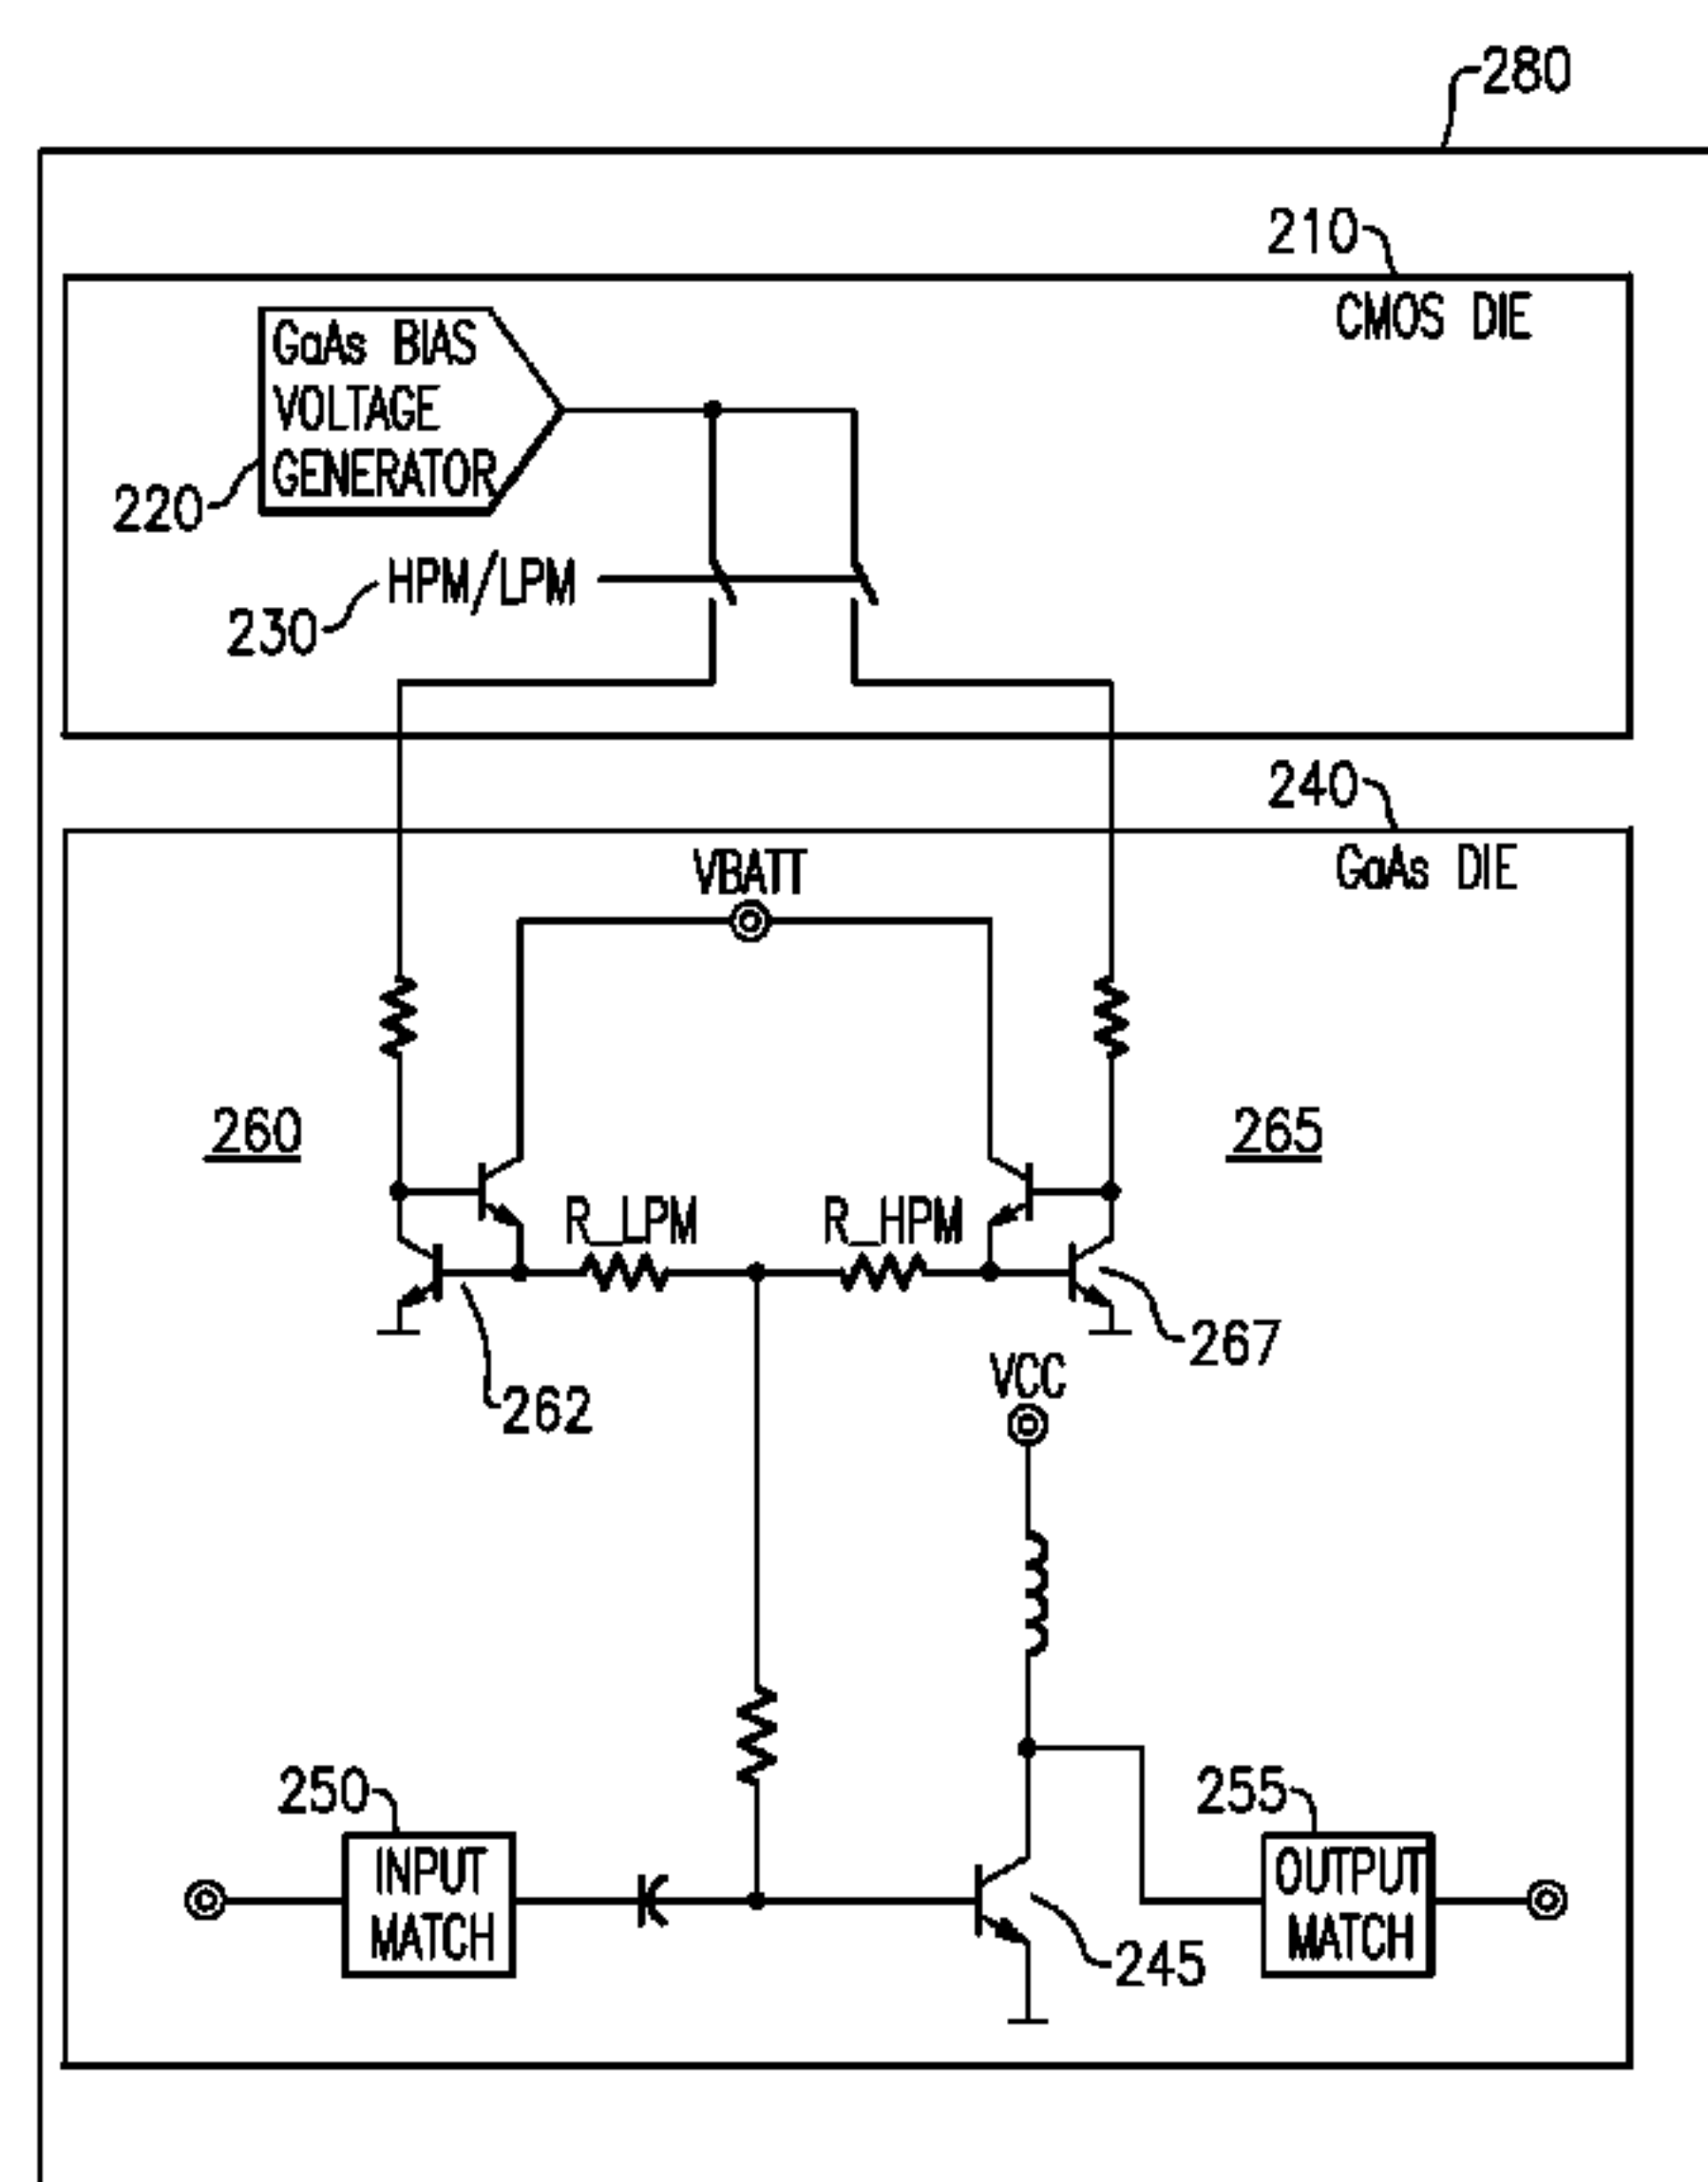 280
210
CMOS DIE
GaAs BIAS
VOLTAGE
GENERATOR
220
HPM/LPM
230
240
GaAs DIE
VBATT
260
265
R_LPM
R_HPM
267
262
VCC
250
255
INPUT
MATCH
OUTPUT
MATCH
245